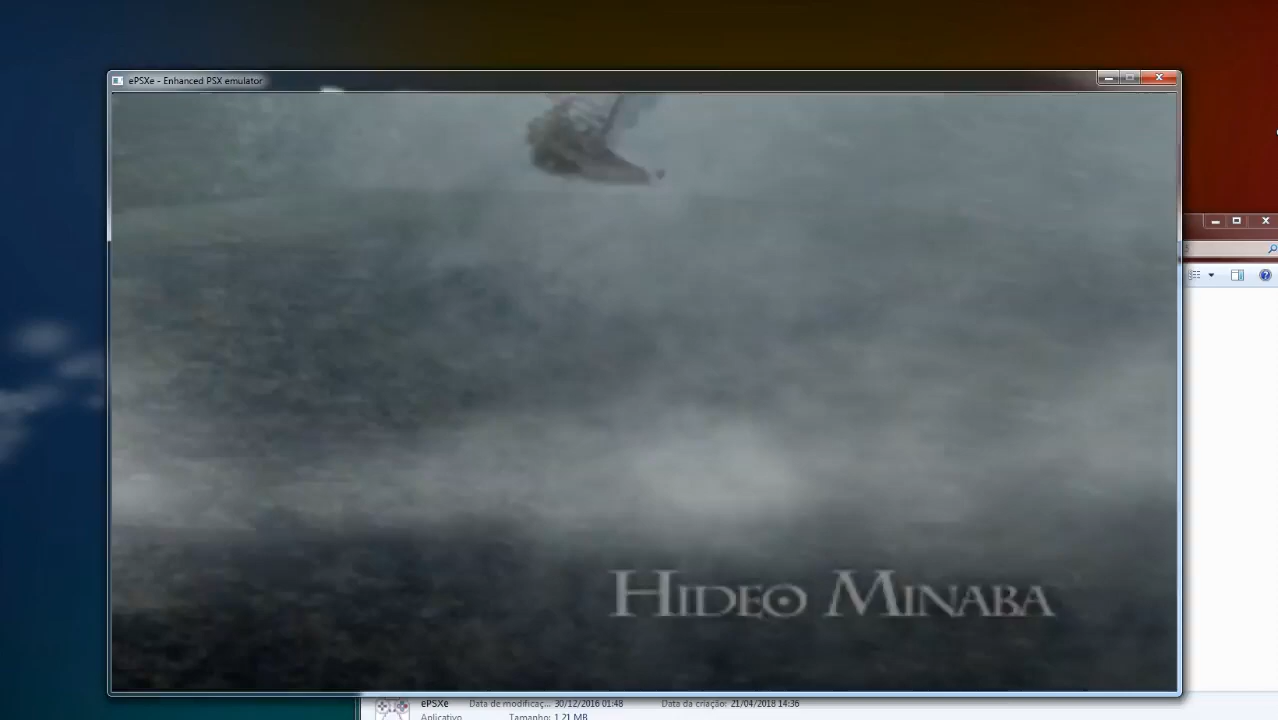 ePSXe - Enhanced PSX emulator
HIDEO MINABA
ePSXe Data de modificaç... 30/12/2016 01:48 Data da criação: 21/04/2018 14:36
Aplicativo Tamanho: 1,21 MB